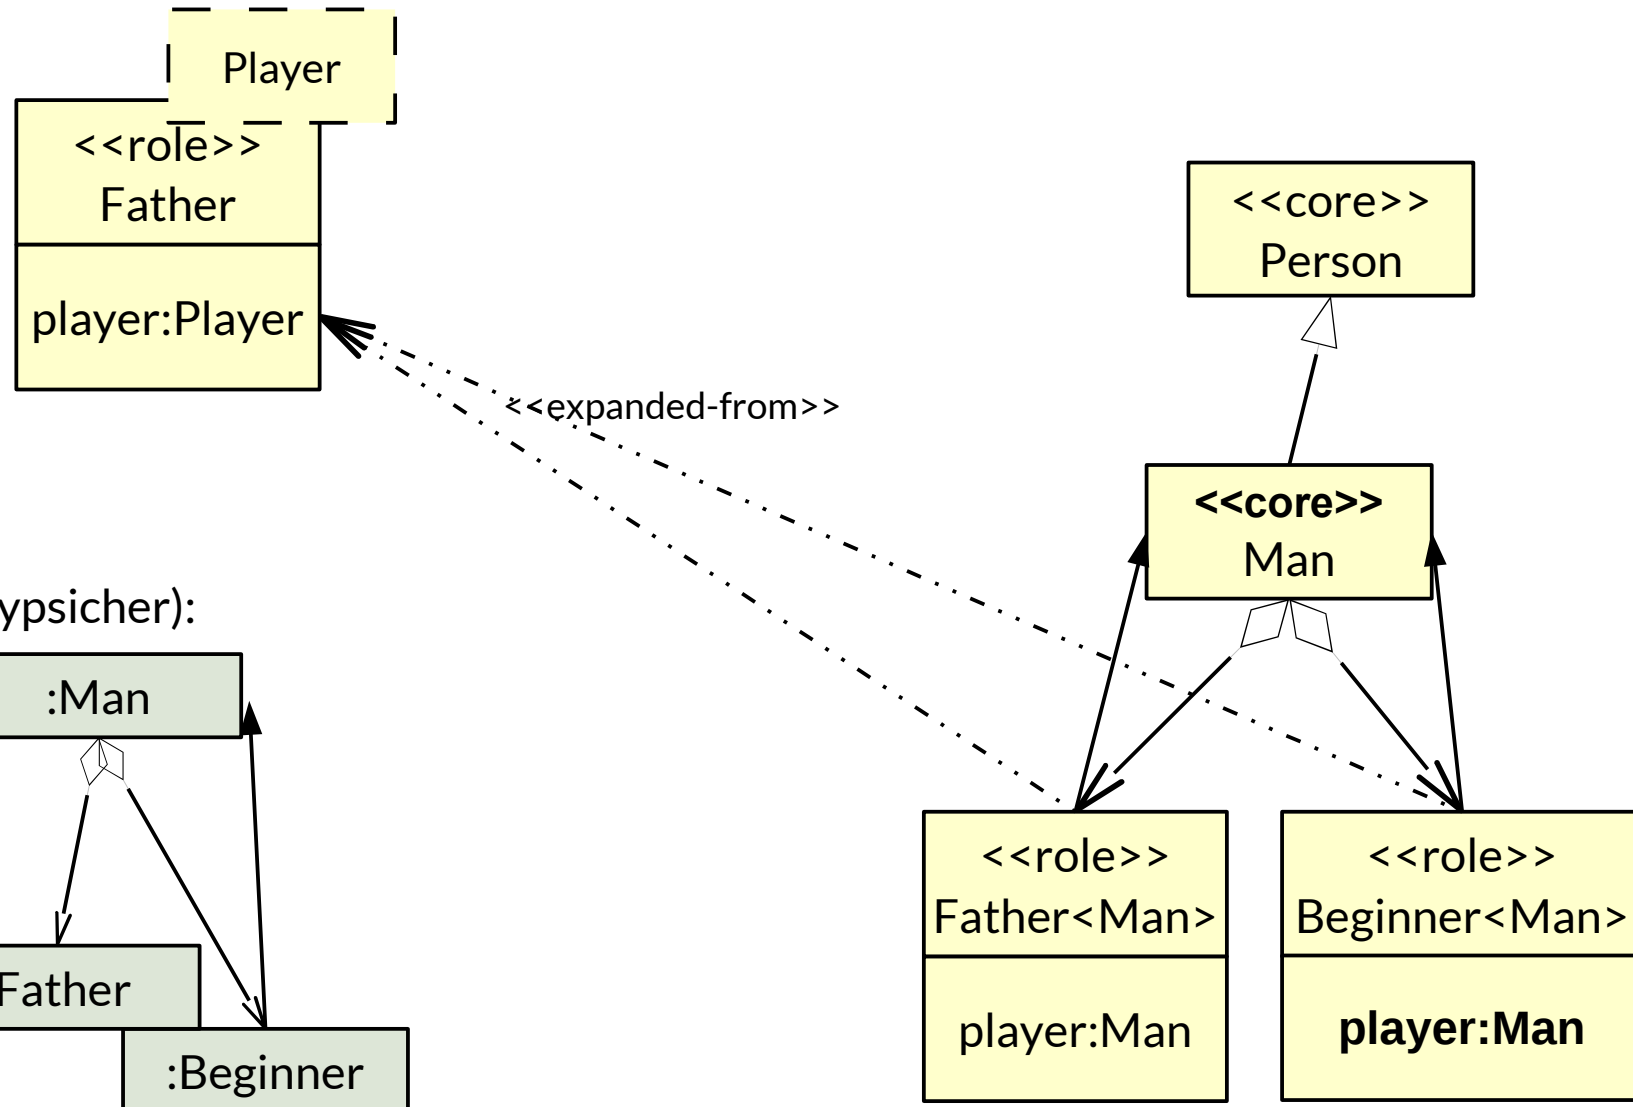 Player
<<role>>
Father
player:Player
<<core>>
Person
<<expanded-from>>
<<core>>
Man
ypsicher):
:Man
Father
:Beginner
<<role>>
Father<Man>
player:Man
<<role>>
Beginner<Man>
player:Man